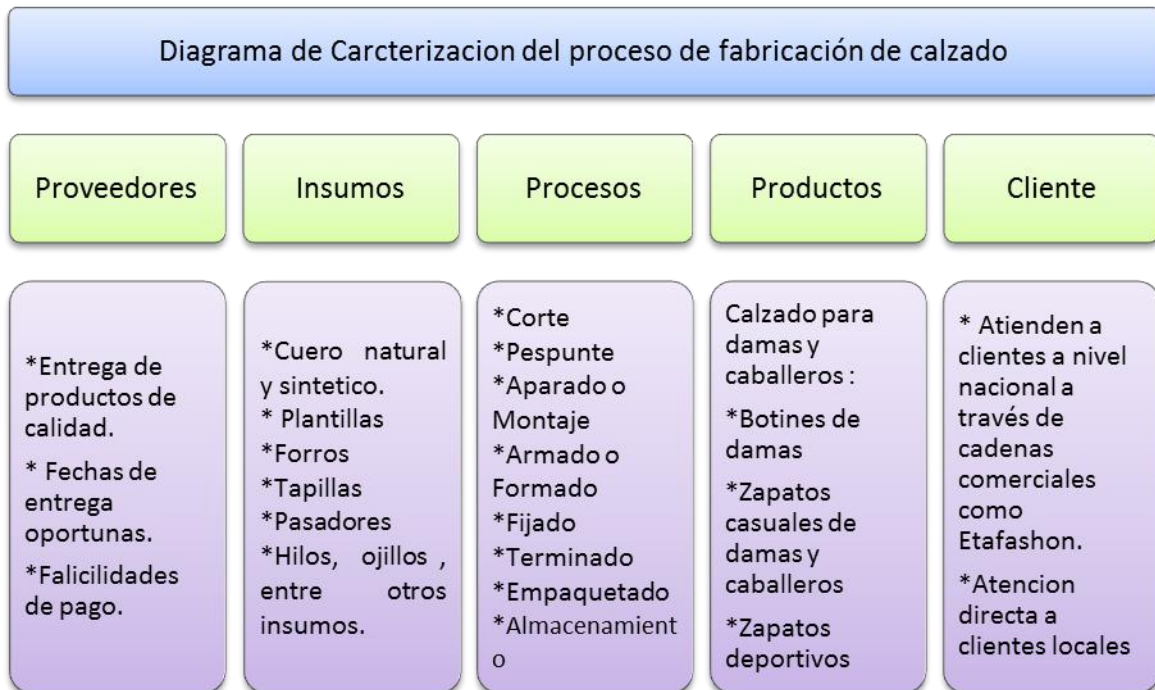 Diagrama de Carcterizacion del proceso de fabricación de calzado
Proveedores
Insumos
Procesos
Productos
Cliente
*Entrega de
productos de
calidad.
* Fechas de
entrega
oportunas.
*Falicilidades
de pago.
*Cuero natural
y sintetico.
* Plantillas
*Forros
*Tapillas
*Pasadores
*Hilos, ojillos ,
entre otros
insumos.
*Corte
*Pespunte
*Aparado o
Montaje
*Armado o
Formado
*Fijado
*Terminado
*Empaquetado
*Almacenamient
o
Calzado para
damas y
caballeros :
*Botines de
damas
*Zapatos
casuales de
damas y
caballeros
*Zapatos
deportivos
* Atienden a
clientes a nivel
nacional a
través de
cadenas
comerciales
como
Etafashon.
*Atencion
directa a
clientes locales